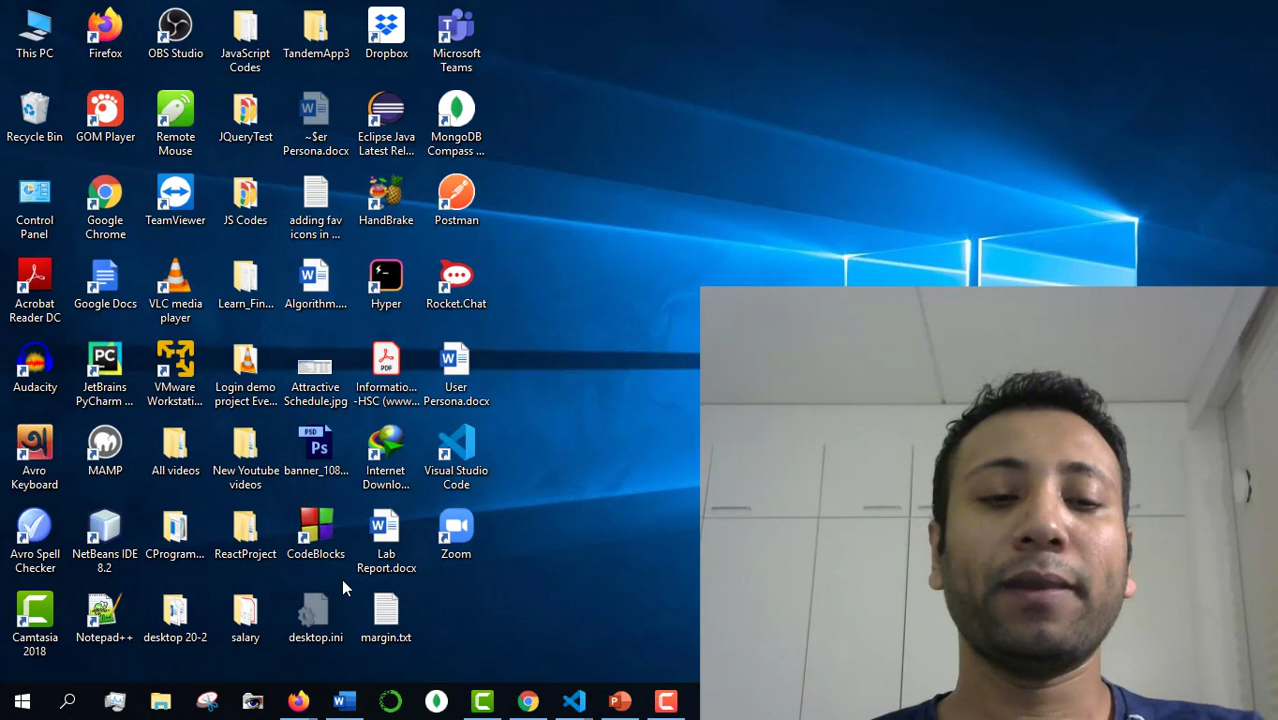 This PC
Firefox
OBS Studio
JavaScript
Codes
TandemApp3
Dropbox
Microsoft
Teams
Recycle Bin
GOM Player
Remote
Mouse
JQueryTest
~$er
Persona.docx
Eclipse Java
Latest Rel...
MongoDB
Compass ...
Control
Panel
Google
Chrome
TeamViewer
JS Codes
adding fav
icons in ...
HandBrake
Postman
Acrobat
Reader DC
Google Docs
VLC media
player
Learn_Fin...
Algorithm....
Hyper
Rocket.Chat
Audacity
PC
JetBrains
PyCharm ...
VMware
Workstati...
Login demo
project Eve...
Attractive
Schedule.jpg
PDF
Informatio...
-HSC (www...
User
Persona.docx
Avro
Keyboard
MAMP
All videos
New Youtube
videos
PSD
Ps
banner_108...
Internet
Downlo...
Visual Studio
Code
Avro Spell
Checker
NetBeans IDE
8.2
CProgram...
ReactProject
CodeBlocks
Lab
Report.docx
Zoom
Camtasia
2018
Notepad++
desktop 20-2
salary
desktop.ini
margin.txt